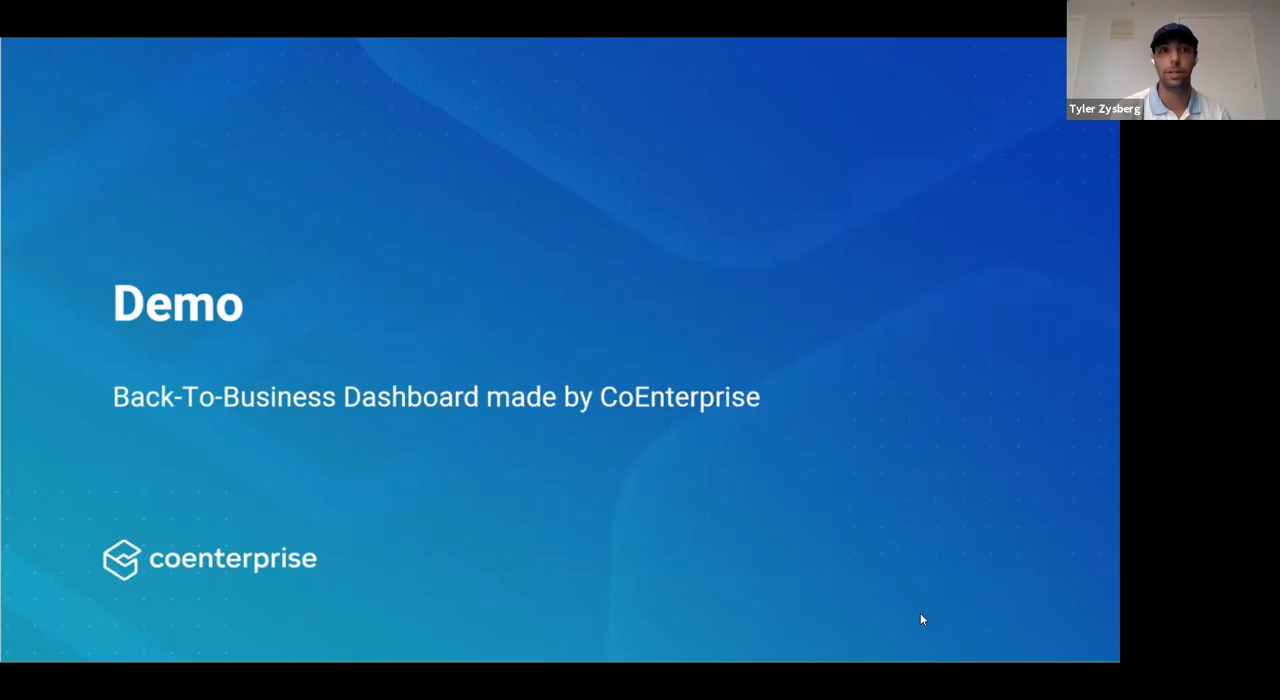 Tyler Zysberg
Demo
Back-To-Business Dashboard made by CoEnterprise
coenterprise